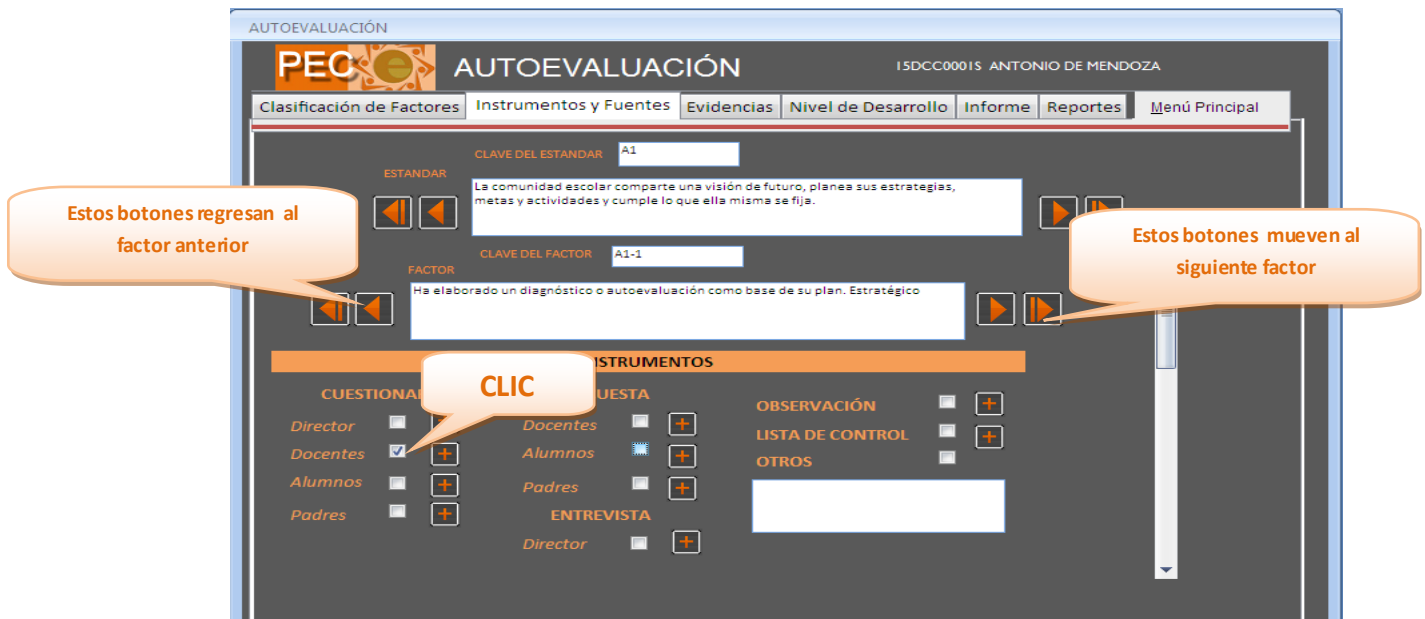 AUTOEVALUACIÓN
PEC e AUTOEVALUACIÓN 15DCC0001S ANTONIO DE MENDOZA
Clasificación de Factores Instrumentos y Fuentes Evidencias Nivel de Desarrollo Informe Reportes Menú Principal
CLAVE DEL ESTANDAR A1
ESTANDAR
La comunidad escolar comparte una visión de futuro, planea sus estrategias,
metas y actividades y cumple lo que ella misma se fija.
Estos botones regresan al
factor anterior
Estos botones mueven al
siguiente factor
CLAVE DEL FACTOR A1-1
FACTOR
Ha elaborado un diagnóstico o autoevaluación como base de su plan. Estratégico
NSTRUMENTOS
CLIC
CUESTIONA UESTA
OBSERVACIÓN
Director Docentes
LISTA DE CONTROL
Docentes Alumnos
OTROS
Alumnos Padres
Padres ENTREVISTA
Director